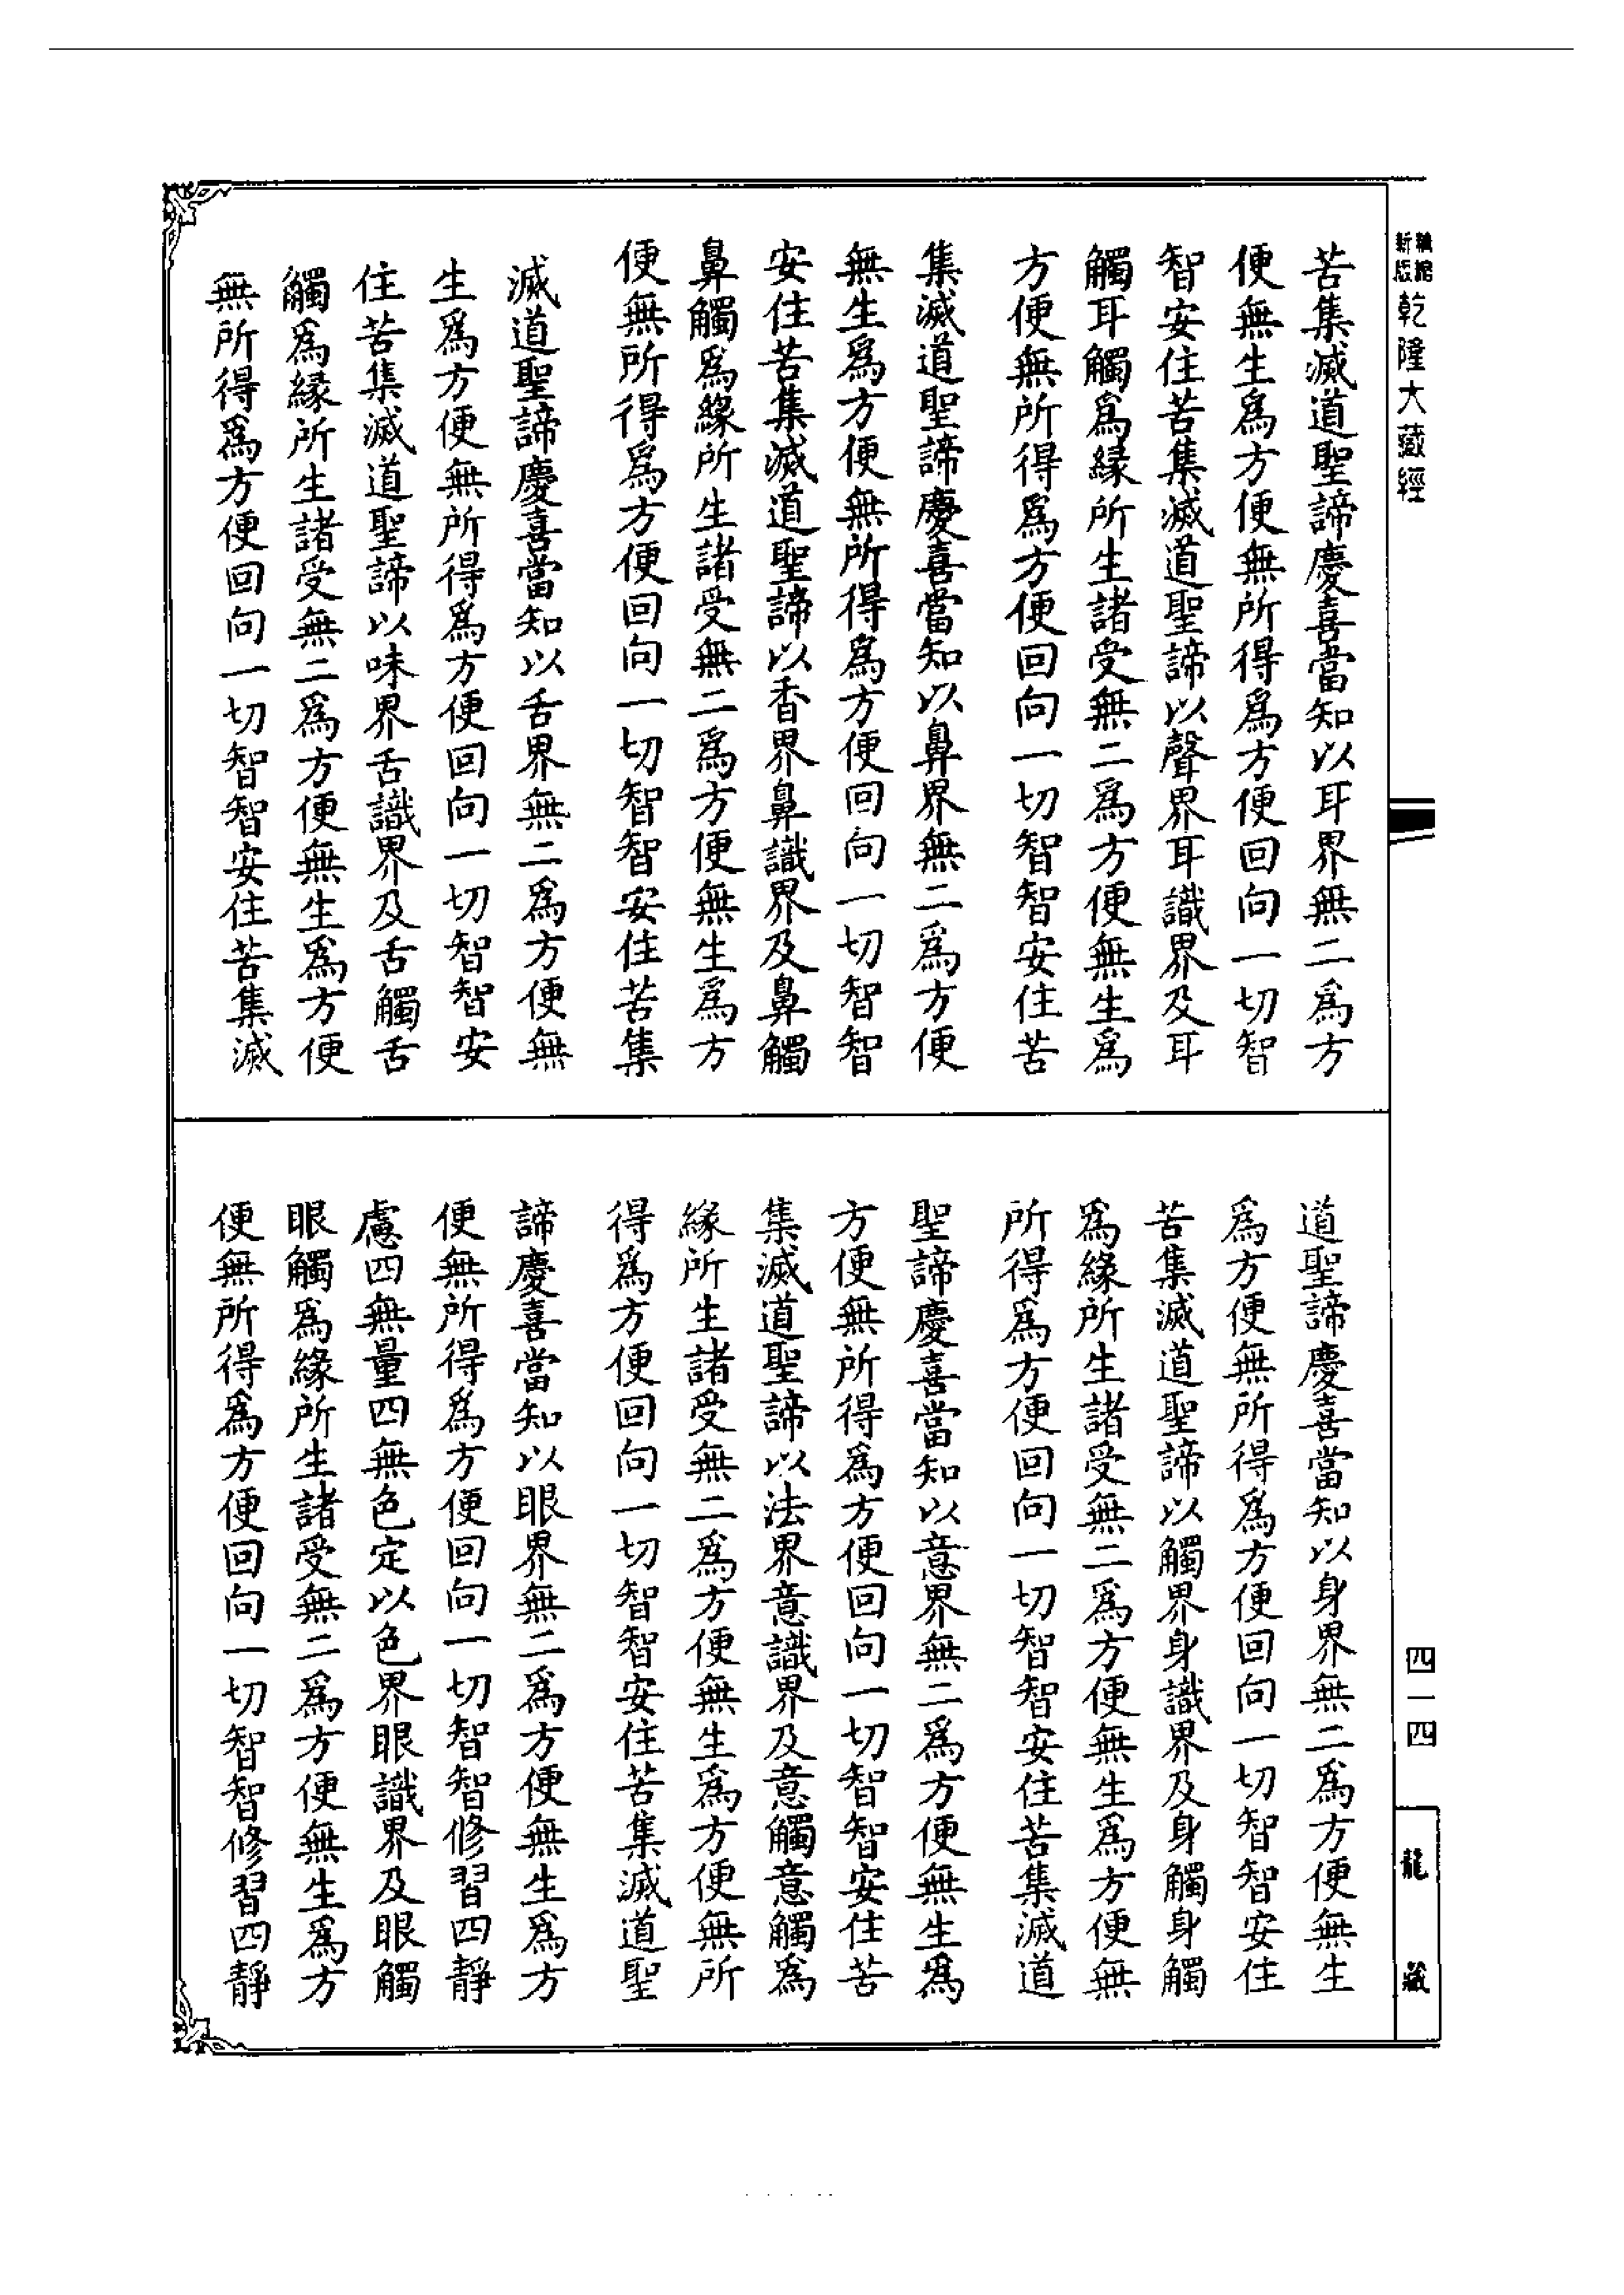 新版
乾隆大藏經
苦集滅道聖諦慶喜當知以耳界無二爲方
便無生爲方便無所得爲方便回向一切智
智安住苦集滅道聖諦以聲界耳識界及耳
觸耳觸爲緣所生諸受無二爲方便無生爲
方便無所得爲方便回向一切智智安住苦
集滅道聖諦慶喜當知以鼻界無二爲方便
無生爲方便無所得爲方便回向一切智智
安住苦集滅道聖諦以香界鼻識界及鼻觸
鼻觸爲緣所生諸受無二爲方便無生爲方
便無所得爲方便回向一切智智安住苦集
滅道聖諦慶喜當知以舌界無二爲方便無
生爲方便無所得爲方便回向一切智智安
住苦集滅道聖諦以味界舌識界及舌觸舌
觸爲緣所生諸受無二爲方便無生爲方便
無所得爲方便回向一切智智安住苦集滅
道聖諦慶喜當知以身界無二爲方便無生
爲方便無所得爲方便回向一切智智安住
苦集滅道聖諦以觸界身識界及身觸身觸
爲緣所生諸受無二爲方便無生爲方便無
所得爲方便回向一切智智安住苦集滅道
聖諦慶喜當知以意界無二爲方便無生爲
方便無所得爲方便回向一切智智安住苦
集滅道聖諦以法界意識界及意觸意觸爲
緣所生諸受無二爲方便無生爲方便無所
得爲方便回向一切智智安住苦集滅道聖
諦慶喜當知以眼界無二爲方便無生爲方
便無所得爲方便回向一切智智修習四靜
慮四無量四無色定以色界眼識界及眼觸
眼觸爲緣所生諸受無二爲方便無生爲方
便無所得爲方便回向一切智智修習四靜
四一四
龍藏